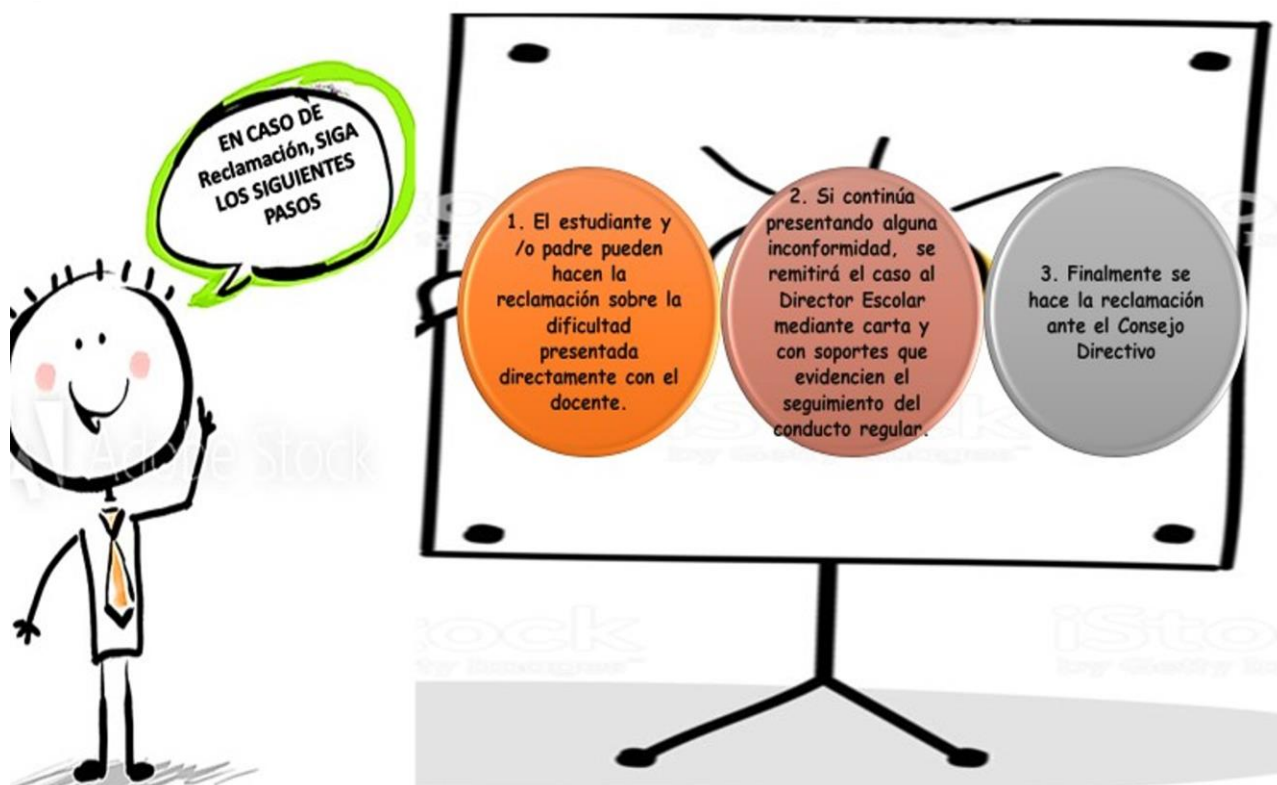 EN CASO DE
Reclamación, SIGA
LOS SIGUIENTES
PASOS
1. El estudiante y
/o padre pueden
hacen la
reclamación sobre la
dificultad
presentada
directamente con el
docente.
2. Si continúa
presentando alguna
inconformidad, se
remitirá el caso al
Director Escolar
mediante carta y
con soportes que
evidencien el
seguimiento del
conducto regular.
3. Finalmente se
hace la reclamación
ante el Consejo
Directivo
Adobe Stock
iStock
by Getty Images™